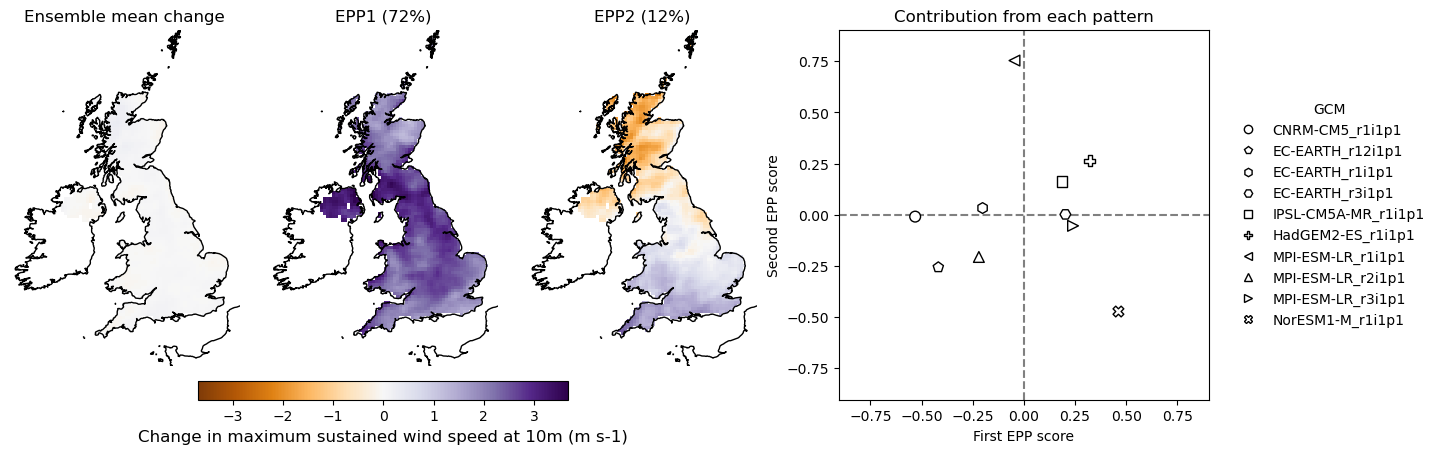 Ensemble mean change
EPP1 (72%)
EPP2 (12%)
Contribution from each pattern
−3 −2 −1 0 1 2 3
Change in maximum sustained wind speed at 10m (m s-1)
Second EPP score
0.75
0.50
0.25
0.00
−0.25
−0.50
−0.75
−0.75 −0.50 −0.25 0.00 0.25 0.50 0.75
First EPP score
GCM
CNRM-CM5_r1i1p1
EC-EARTH_r12i1p1
EC-EARTH_r1i1p1
EC-EARTH_r3i1p1
IPSL-CM5A-MR_r1i1p1
HadGEM2-ES_r1i1p1
MPI-ESM-LR_r1i1p1
MPI-ESM-LR_r2i1p1
MPI-ESM-LR_r3i1p1
NorESM1-M_r1i1p1